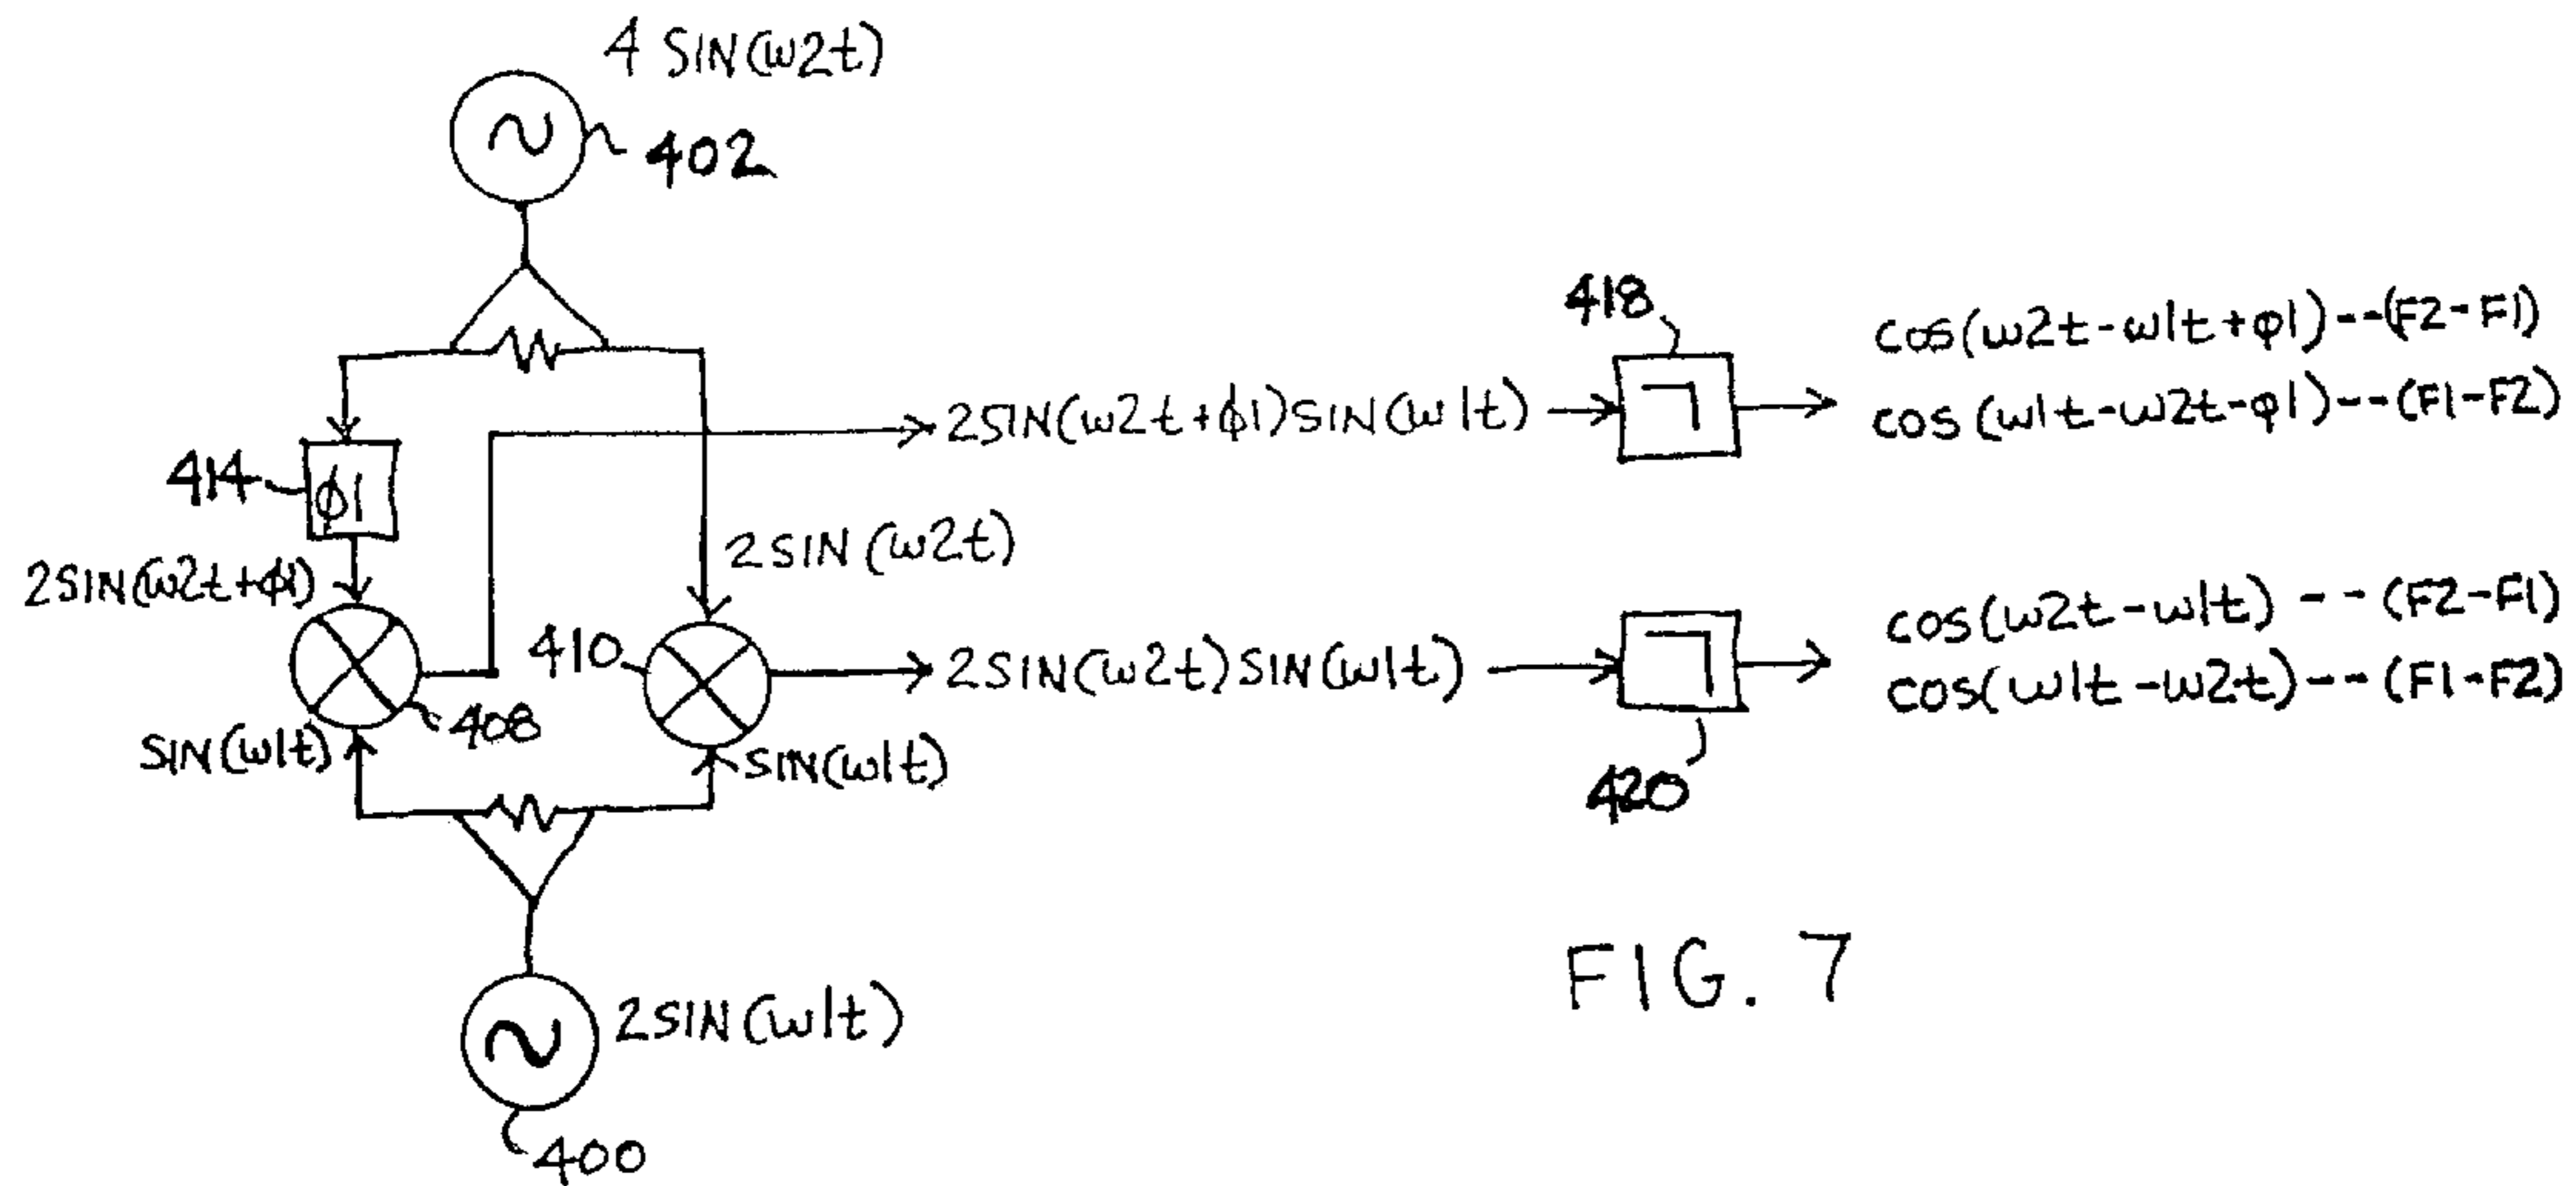 4 SIN(ω2t)
402
418
cos(ω2t-ω1t+φ1)--(F2-F1)
2SIN(ω2t+φ1)SIN(ω1t)
cos(ω1t-ω2t-φ1)--(F1-F2)
414
φ1
2SIN(ω2t)
2SIN(ω2t+φ1)
410
2SIN(ω2t)SIN(ω1t)
cos(ω2t-ω1t) -- (F2-F1)
cos(ω1t-ω2t)-- (F1-F2)
408
SIN(ω1t)
SIN(ω1t)
420
FIG. 7
2SIN(ω1t)
400